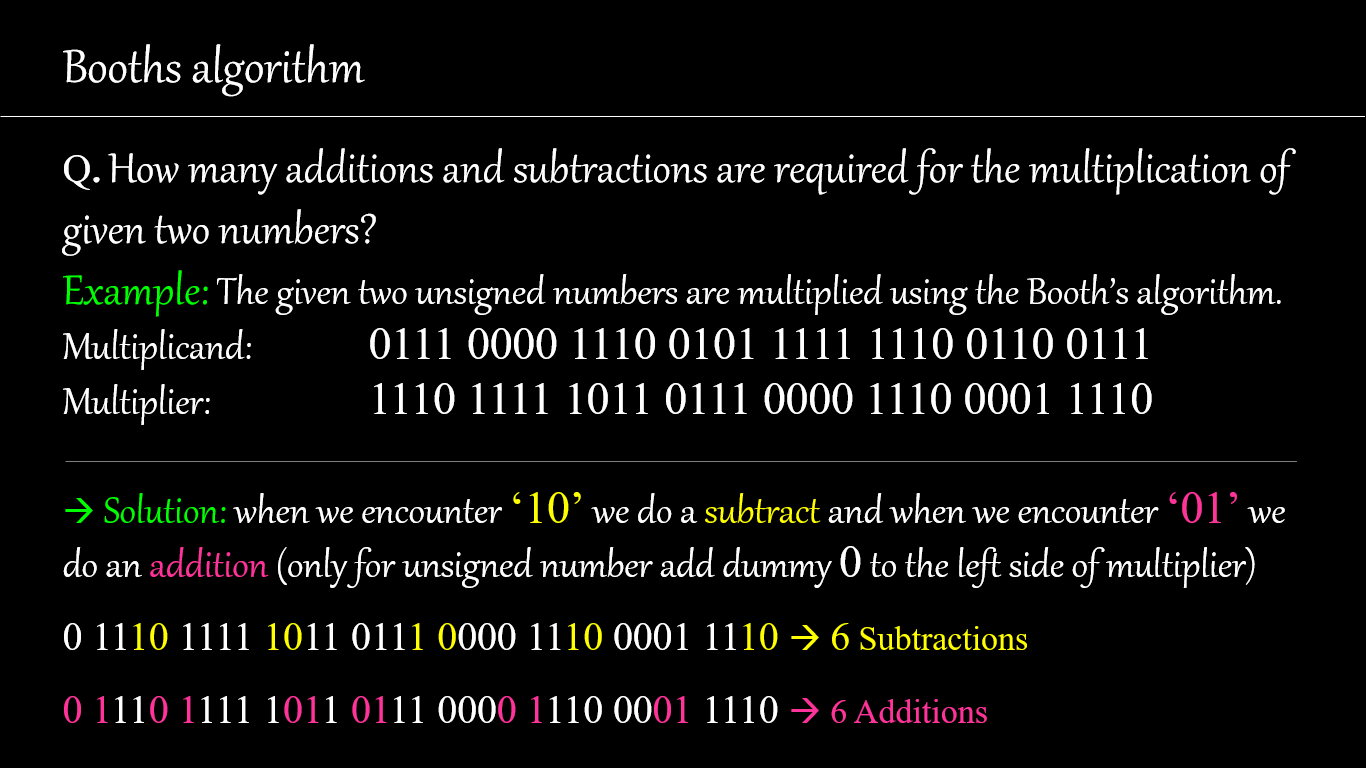 Booths algorithm
Q. How many additions and subtractions are required for the multiplication of
given two numbers?
Example: The given two unsigned numbers are multiplied using the Booth's algorithm.
Multiplicand: 0111 0000 1110 0101 1111 1110 0110 0111
Multiplier: 1110 1111 1011 0111 0000 1110 0001 1110
→ Solution: when we encounter ‘10’ we do a subtract and when we encounter ‘01’ we
do an addition (only for unsigned number add dummy 0 to the left side of multiplier)
0 1110 1111 1011 0111 0000 1110 0001 1110 → 6 Subtractions
0 1110 1111 1011 0111 0000 1110 0001 1110 → 6 Additions